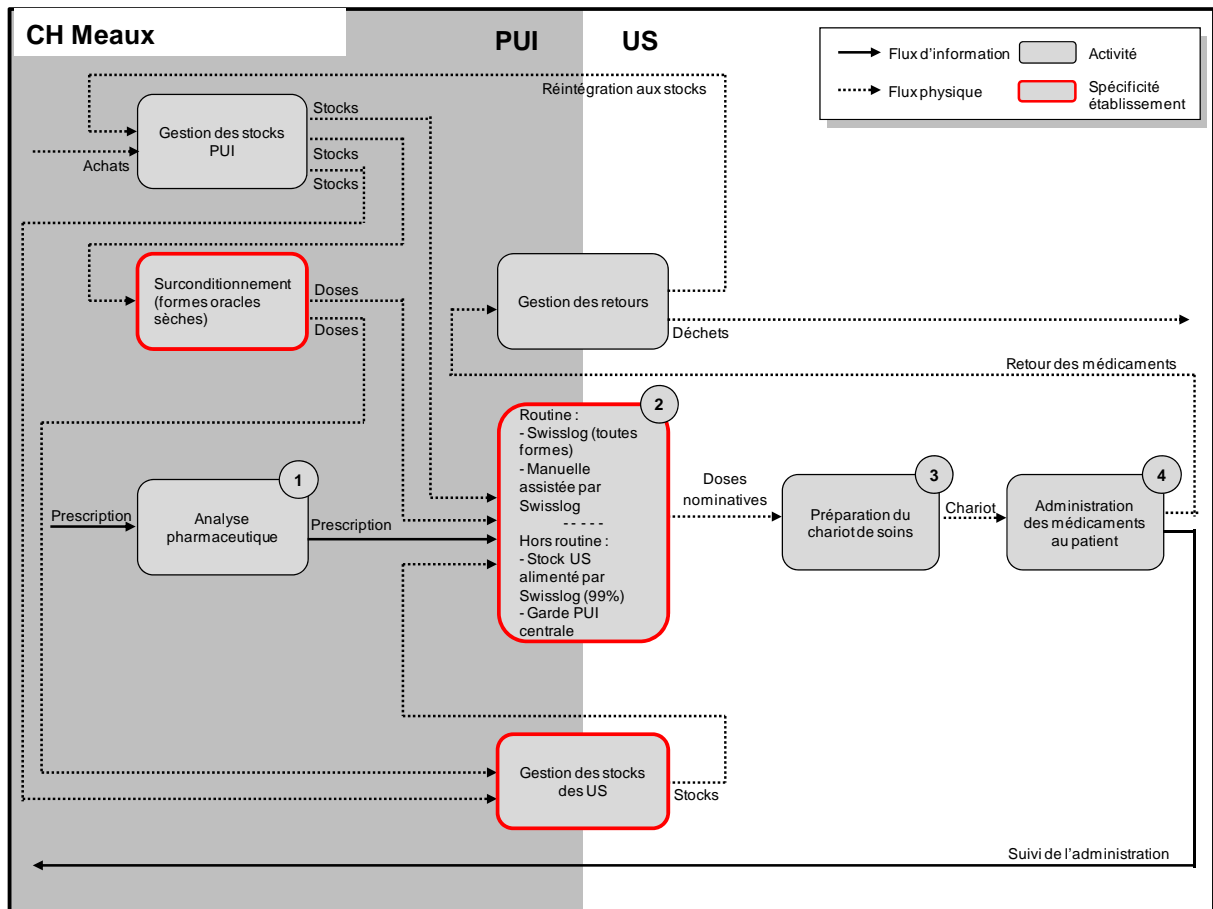 CH Meaux
PUI
US
Flux d'information
Activité
Flux physique
Spécificité
établissement
Réintégration aux stocks
Stocks
Gestion des stocks
PUI
Stocks
Achats
Stocks
Surconditionnement
(formes oracles
sèches)
Doses
Doses
Gestion des retours
Déchets
Retour des médicaments
2
Routine :
- Swisslog (toutes
formes)
- Manuelle
assistée par
Swisslog
- - - - -
Hors routine :
- Stock US
alimenté par
Swisslog (99%)
- Garde PUI
centrale
1
Prescription
Analyse
pharmaceutique
Prescription
Doses
nominatives
3
Préparation du
chariot de soins
Chariot
4
Administration
des médicaments
au patient
Gestion des stocks
des US
Stocks
Suivi de l'administration